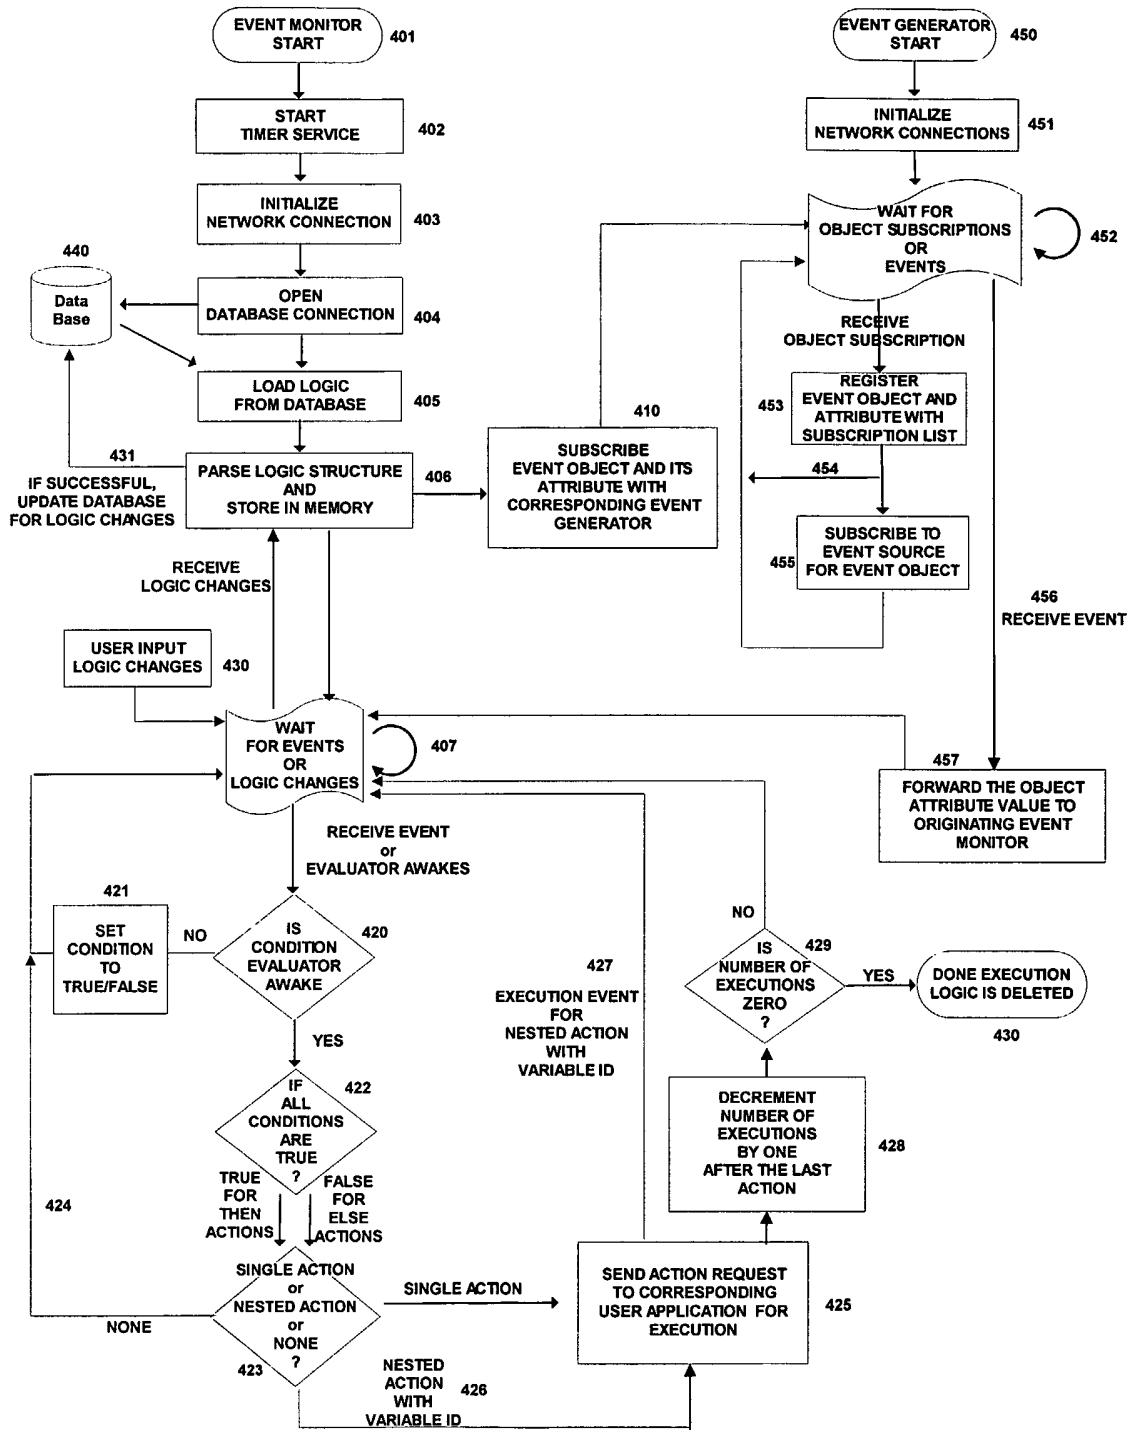 EVENT MONITOR
START
401
START
TIMER SERVICE
402
INITIALIZE
NETWORK CONNECTION
403
440
Data
Base
OPEN
DATABASE CONNECTION
404
LOAD LOGIC
FROM DATABASE
405
431
IF SUCCESSFUL,
UPDATE DATABASE
FOR LOGIC CHANGES
PARSE LOGIC STRUCTURE
AND
STORE IN MEMORY
406
410
SUBSCRIBE
EVENT OBJECT AND ITS
ATTRIBUTE WITH
CORRESPONDING EVENT
GENERATOR
EVENT GENERATOR
START
450
INITIALIZE
NETWORK CONNECTIONS
451
WAIT FOR
OBJECT SUBSCRIPTIONS
OR
EVENTS
452
RECEIVE
OBJECT SUBSCRIPTION
453
REGISTER
EVENT OBJECT AND
ATTRIBUTE WITH
SUBSCRIPTION LIST
454
455
SUBSCRIBE TO
EVENT SOURCE
FOR EVENT OBJECT
456
RECEIVE EVENT
457
FORWARD THE OBJECT
ATTRIBUTE VALUE TO
ORIGINATING EVENT
MONITOR
RECEIVE
LOGIC CHANGES
USER INPUT
LOGIC CHANGES
430
WAIT
FOR EVENTS
OR
LOGIC CHANGES
407
RECEIVE EVENT
or
EVALUATOR AWAKES
421
SET
CONDITION
TO
TRUE/FALSE
NO
IS
CONDITION
EVALUATOR
AWAKE
420
YES
IF
ALL
CONDITIONS
ARE
TRUE
?
422
TRUE
FOR
THEN
ACTIONS
FALSE
FOR
ELSE
ACTIONS
424
SINGLE ACTION
or
NESTED ACTION
or
NONE
?
423
NONE
SINGLE ACTION
NESTED
ACTION
WITH
VARIABLE ID
426
427
EXECUTION EVENT
FOR
NESTED ACTION
WITH
VARIABLE ID
SEND ACTION REQUEST
TO CORRESPONDING
USER APPLICATION FOR
EXECUTION
425
DECREMENT
NUMBER OF
EXECUTIONS
BY ONE
AFTER THE LAST
ACTION
428
NO
IS
NUMBER OF
EXECUTIONS
ZERO
?
429
YES
DONE EXECUTION
LOGIC IS DELETED
430